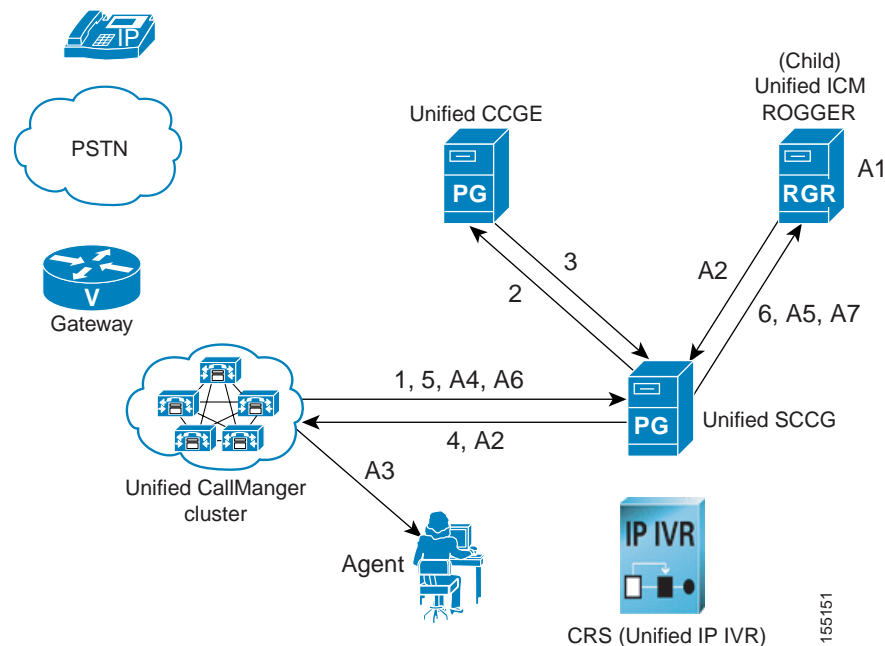 IP
PSTN
V
Gateway
Unified CCGE
PG
(Child)
Unified ICM
ROGGER
RGR
A1
3
2
A2
6, A5, A7
1, 5, A4, A6
4, A2
PG
Unified SCCG
Unified CallManger
cluster
A3
Agent
IP IVR
CRS (Unified IP IVR)
155151